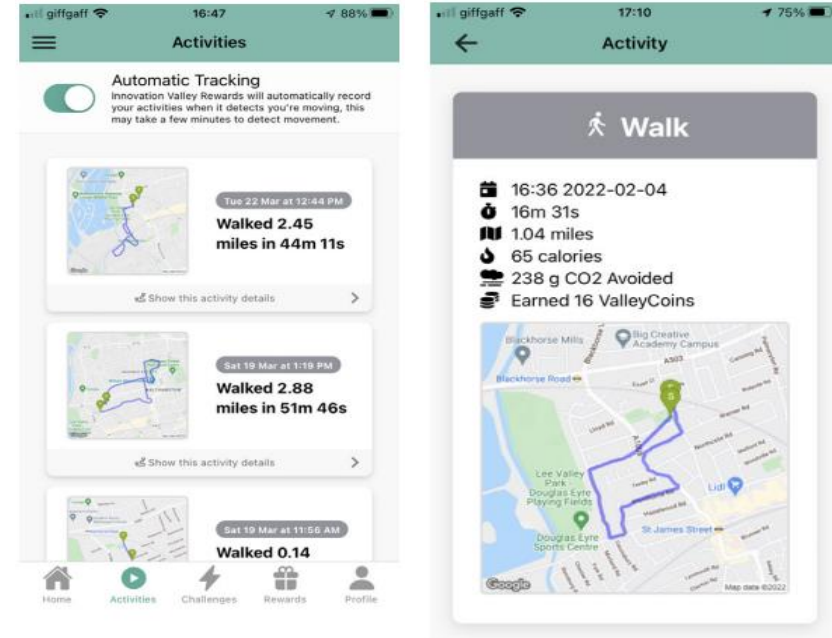 giffgaff 16:47 88%
Activities
Automatic Tracking
Innovation Valley Rewards will automatically record
your activities when it detects you're moving, this
may take a few minutes to detect movement.
Tue 22 Mar at 12:44 PM
Walked 2.45
miles in 44m 11s
Google
Show this activity details
Sat 19 Mar at 1:19 PM
Walked 2.88
miles in 51m 46s
Google
Show this activity details
Sat 19 Mar at 11:56 AM
Walked 0.14
Home Activities Challenges Rewards Profile
giffgaff 17:10 75%
Activity
Walk
16:36 2022-02-04
16m 31s
1.04 miles
65 calories
238 g CO2 Avoided
Earned 16 ValleyCoins
Blackhorse Mills
Big Creative
Academy Campus
A503
Blackhorse Road
S
Lee Valley
Park -
Douglas Eyre
Playing Fields
Lidl
Douglas Eyre
Sports Centre
St James Street
Google
Map data ©2022